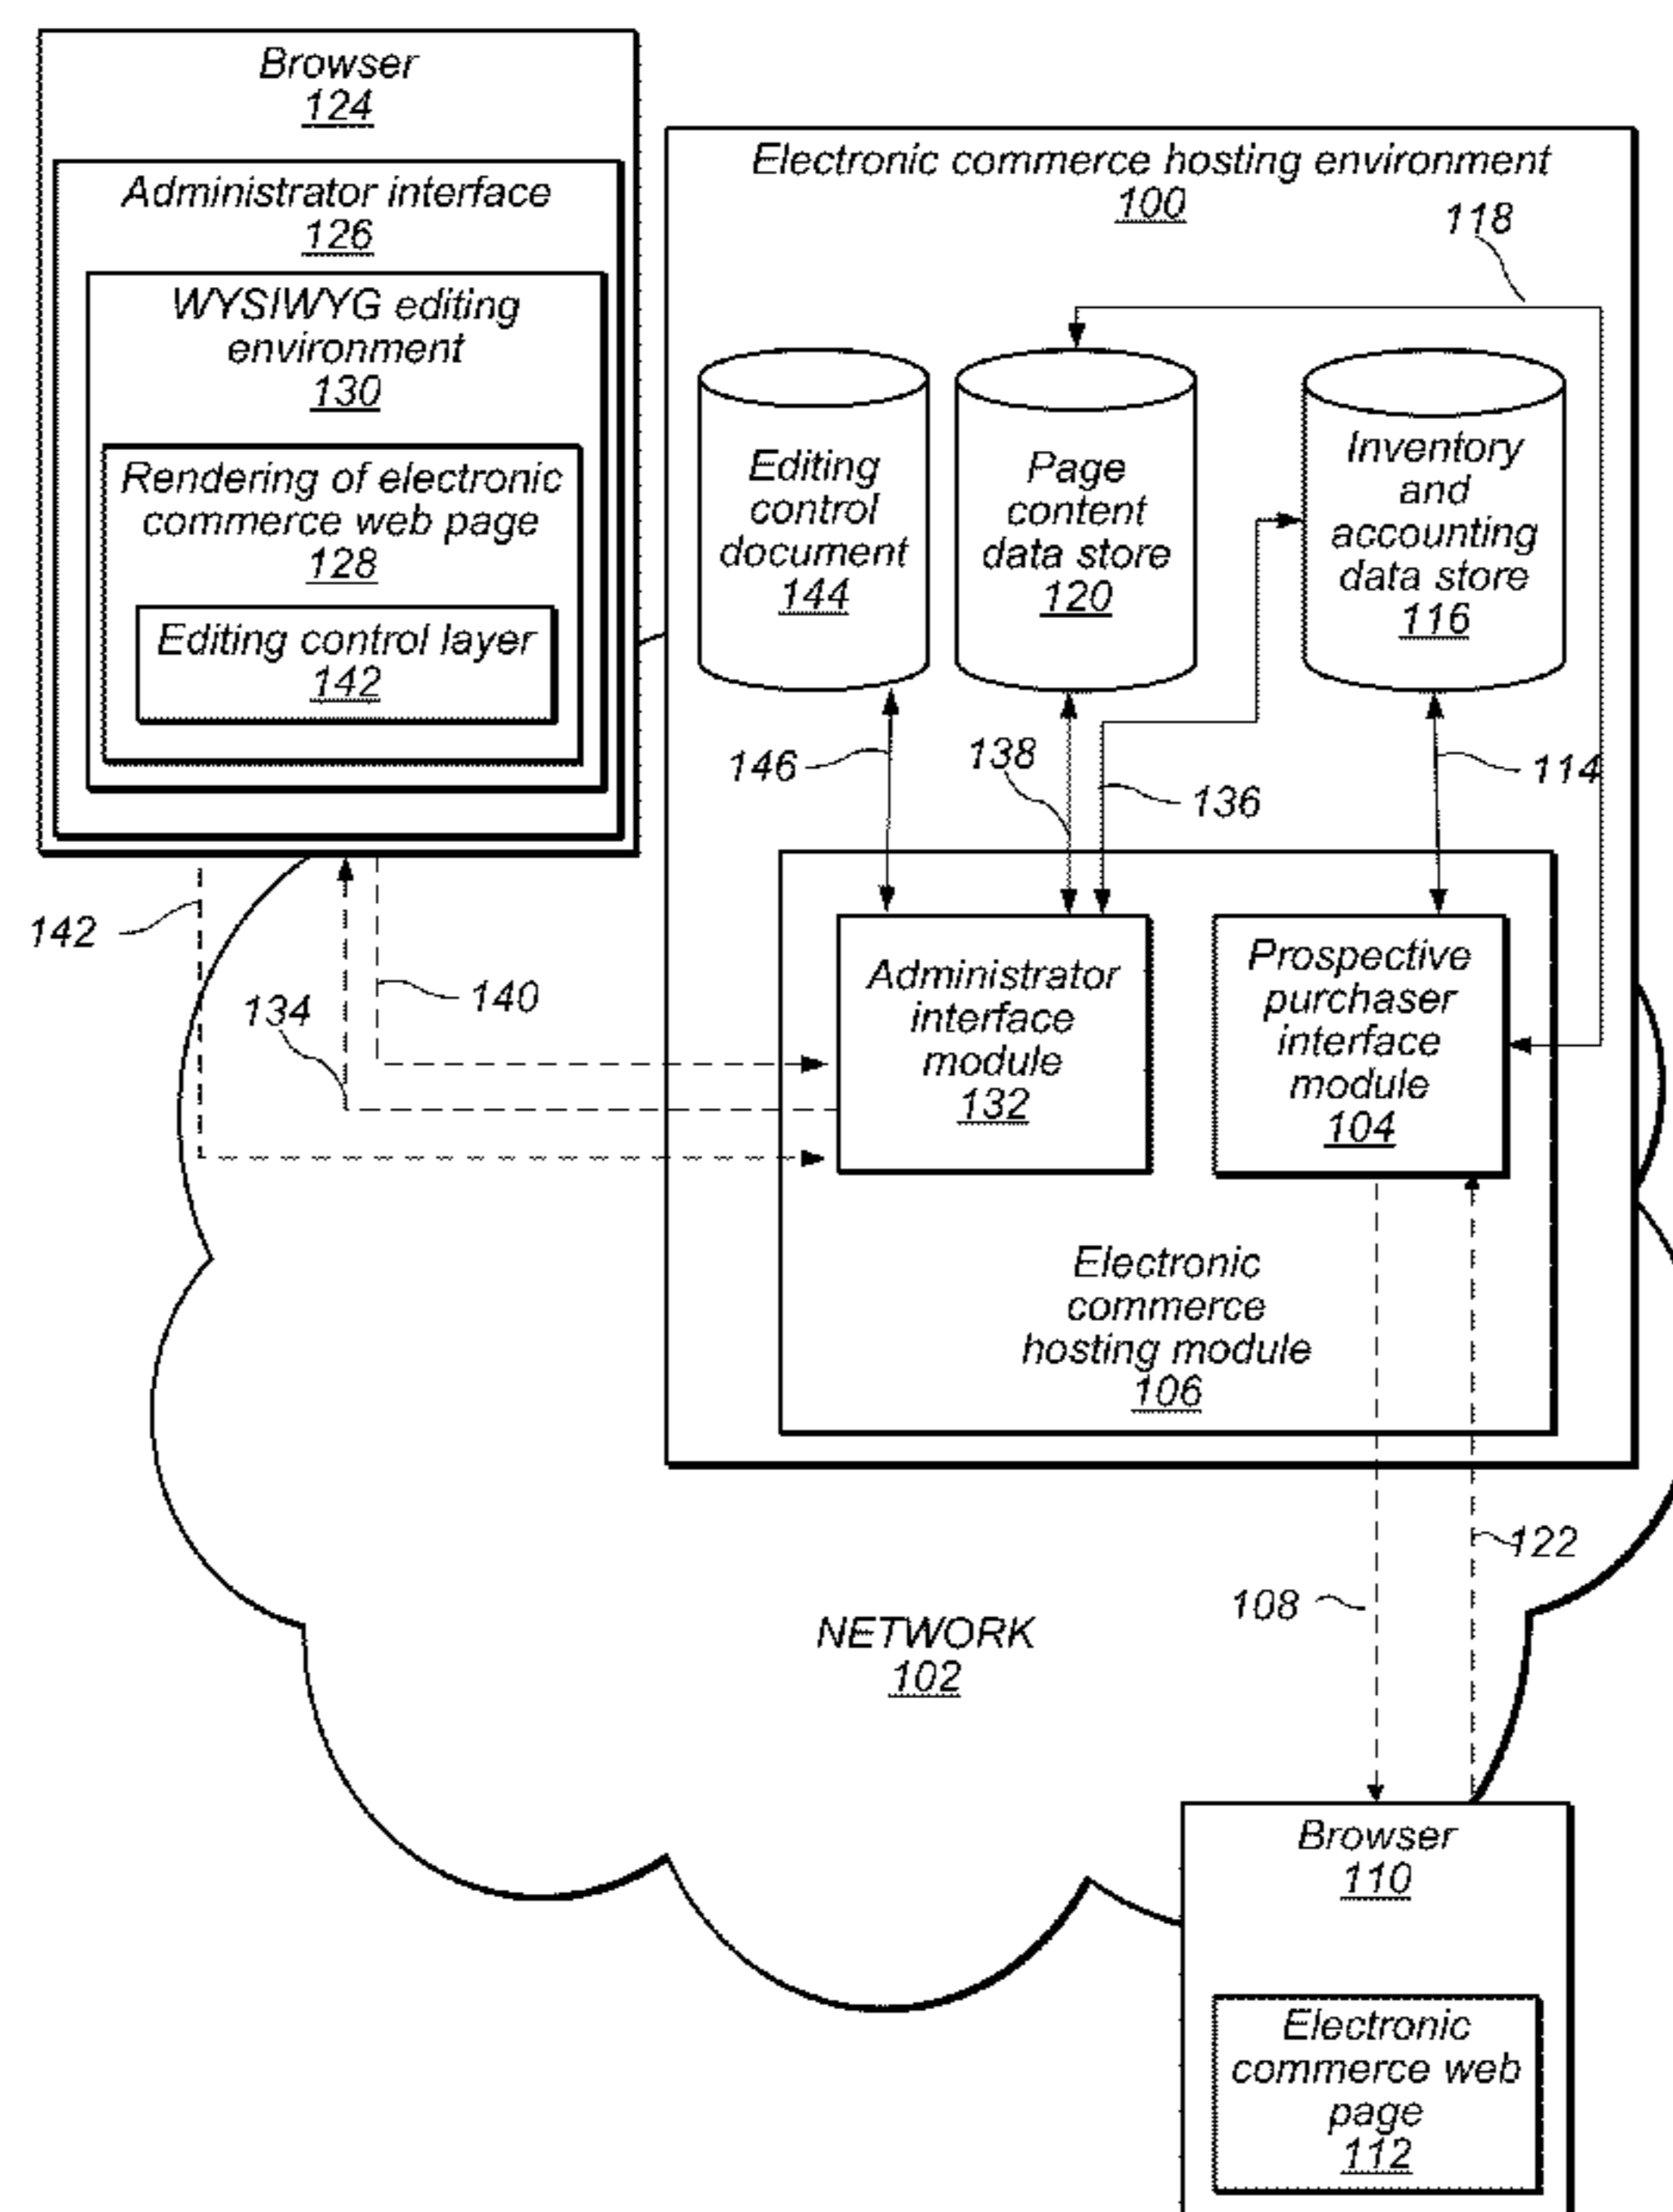 Browser
124
Administrator interface
126
WYSIWYG editing
environment
130
Rendering of electronic
commerce web page
128
Editing control layer
142
Electronic commerce hosting environment
100
118
Editing
control
document
144
Page
content
data store
120
Inventory
and
accounting
data store
116
146
138
136
114
142
134
140
Administrator
interface
module
132
Prospective
purchaser
interface
module
104
Electronic
commerce
hosting module
106
122
108
NETWORK
102
Browser
110
Electronic
commerce web
page
112